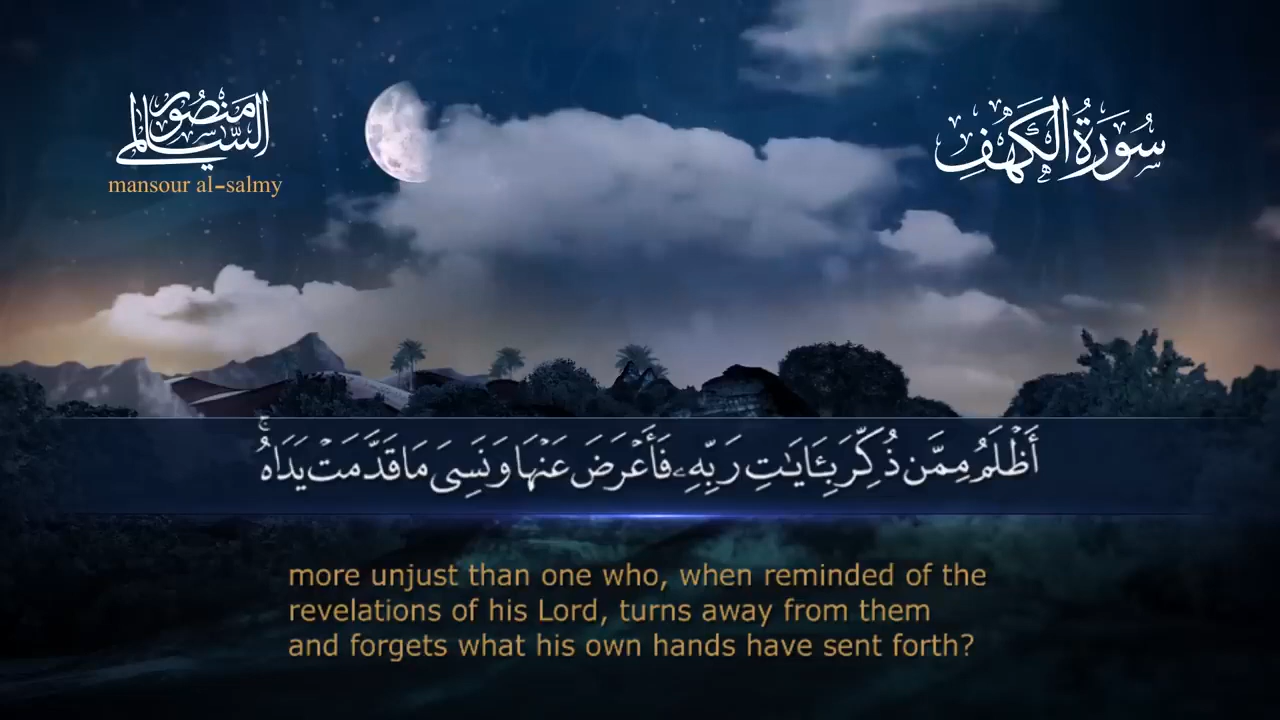 منصور
السالمي
mansour al-salmy
سُورَةُ الكَهْفِ
أَظْلَمُ مِمَّن ذُكِّرَ بِـَٔايَـٰتِ رَبِّهِۦ فَأَعْرَضَ عَنْهَا وَنَسِىَ مَا قَدَّمَتْ يَدَاهُ ۚ
more unjust than one who, when reminded of the
revelations of his Lord, turns away from them
and forgets what his own hands have sent forth?